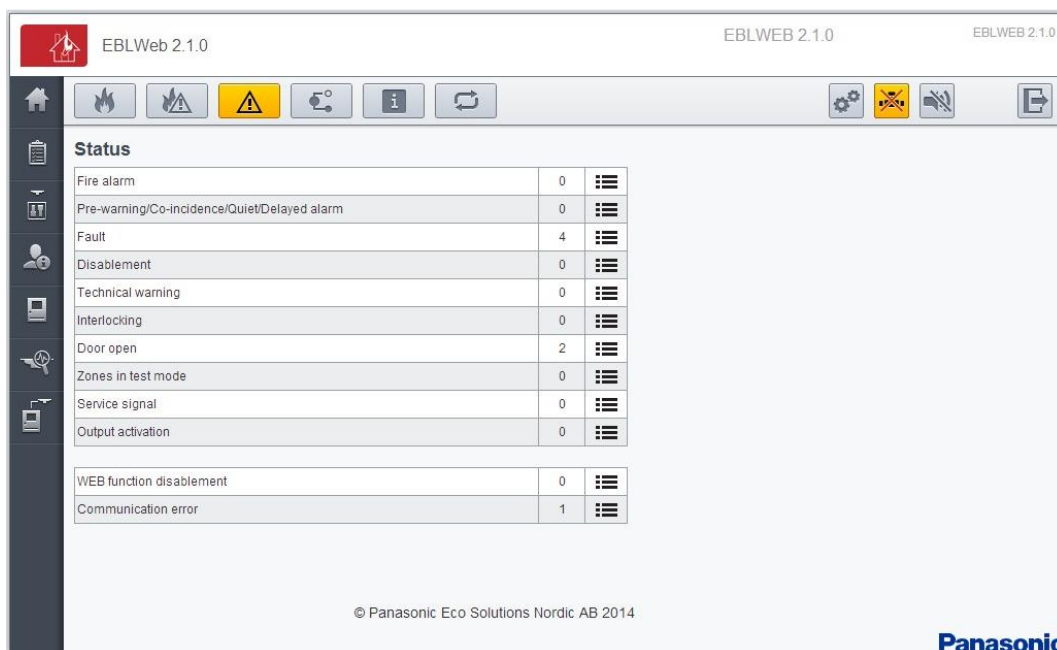 EBLWeb 2.1.0
EBLWEB 2.1.0
EBLWEB 2.1.0
Status
Fire alarm 0
Pre-warning/Co-incidence/Quiet/Delayed alarm 0
Fault 4
Disablement 0
Technical warning 0
Interlocking 0
Door open 2
Zones in test mode 0
Service signal 0
Output activation 0
WEB function disablement 0
Communication error 1
© Panasonic Eco Solutions Nordic AB 2014
Panasonic